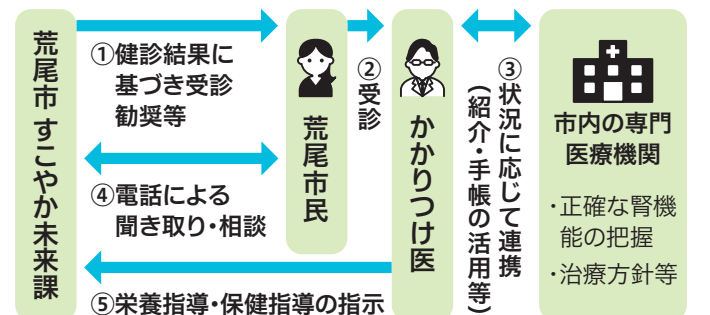 荒尾市 すこやか未来課
①健診結果に
基づき受診
勧奨等
④電話による
聞き取り・相談
荒尾市民
②受診
かかりつけ医
⑤栄養指導・保健指導の指示
③状況に応じて連携
（紹介・手帳の活用等）
市内の専門
医療機関
・正確な腎機
能の把握
・治療方針等